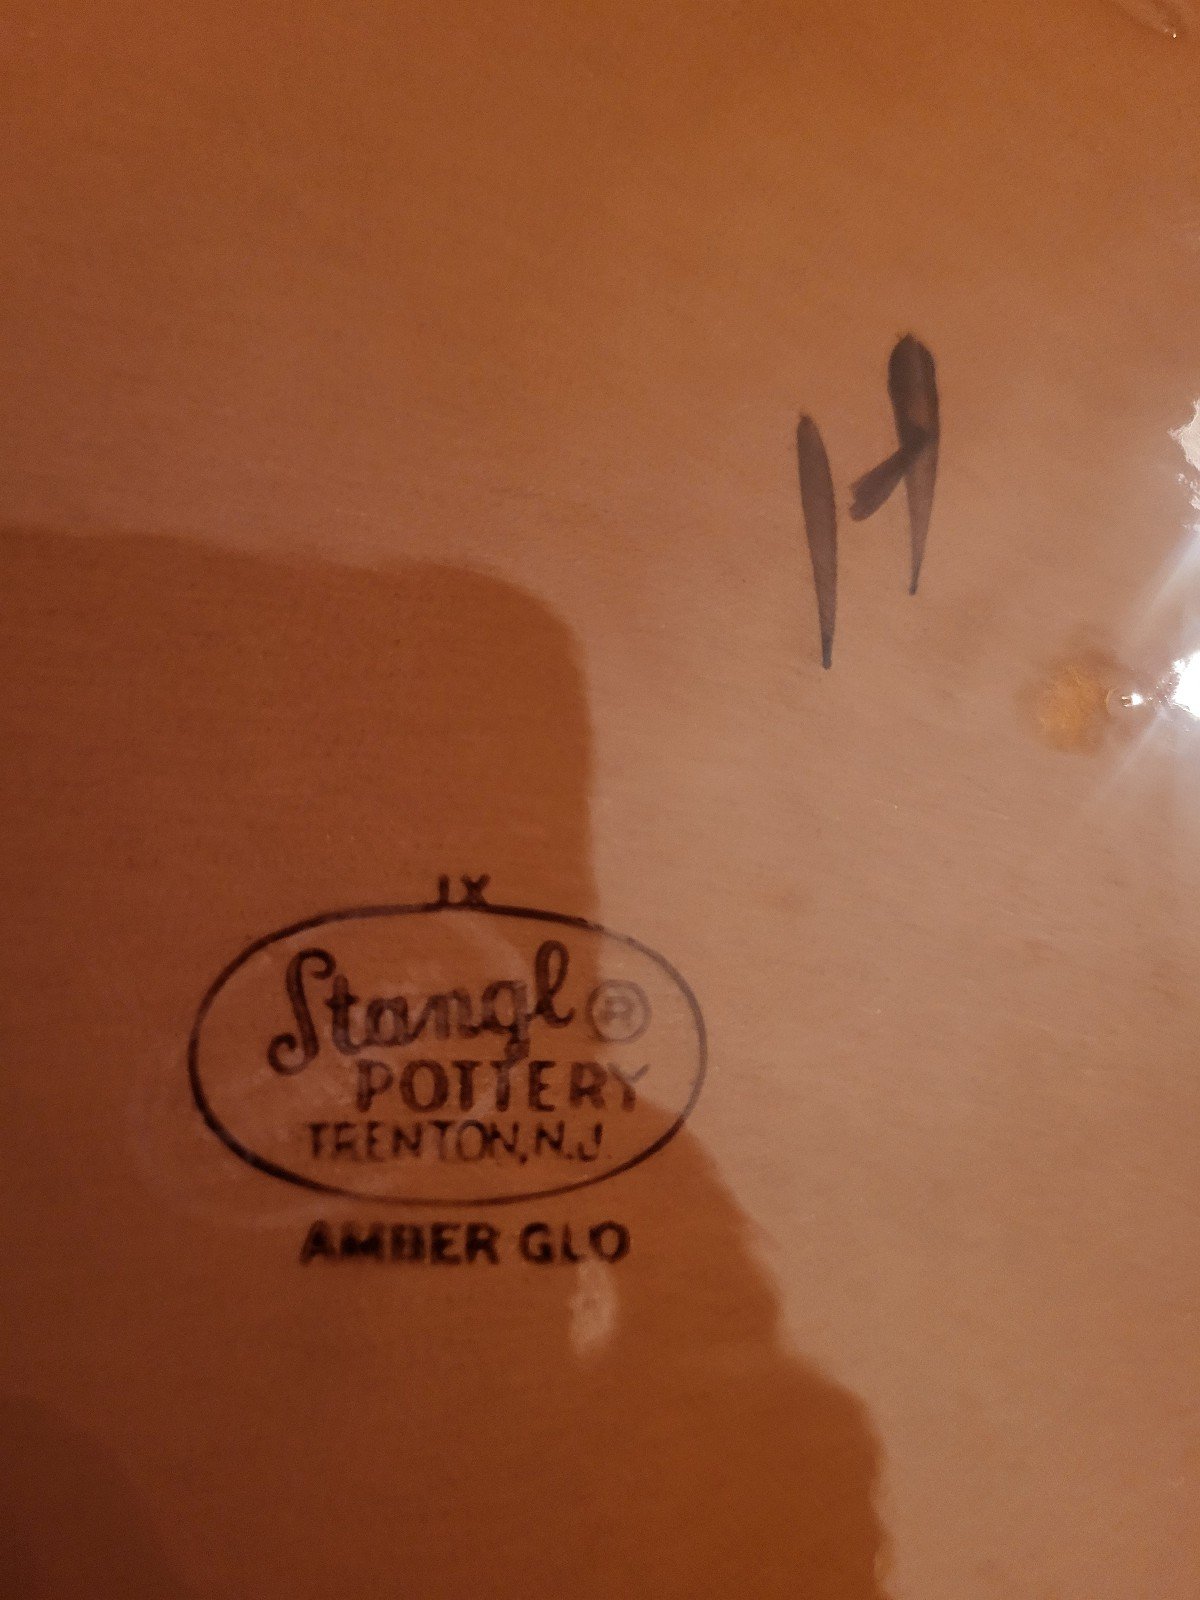 H
IX
Stangl ®
POTTERY
TRENTON, N.J.
AMBER GLO